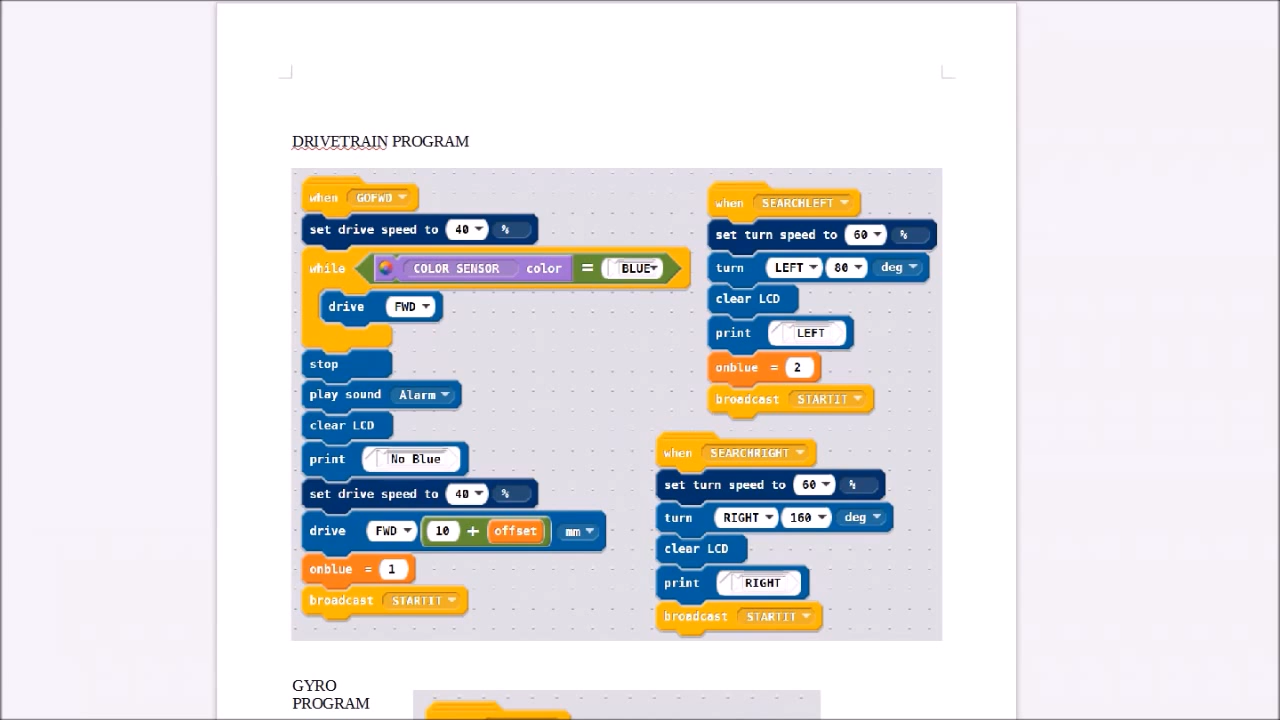 DRIVETRAIN PROGRAM
when GOFWD
set drive speed to 40 %
while COLOR SENSOR color = BLUE
drive FWD
stop
play sound Alarm
clear LCD
print No Blue
set drive speed to 40 %
drive FWD 10 + offset mm
onblue = 1
broadcast STARTIT
when SEARCHLEFT
set turn speed to 60 %
turn LEFT 80 deg
clear LCD
print LEFT
onblue = 2
broadcast STARTIT
when SEARCHRIGHT
set turn speed to 60 %
turn RIGHT 160 deg
clear LCD
print RIGHT
broadcast STARTIT
GYRO
PROGRAM